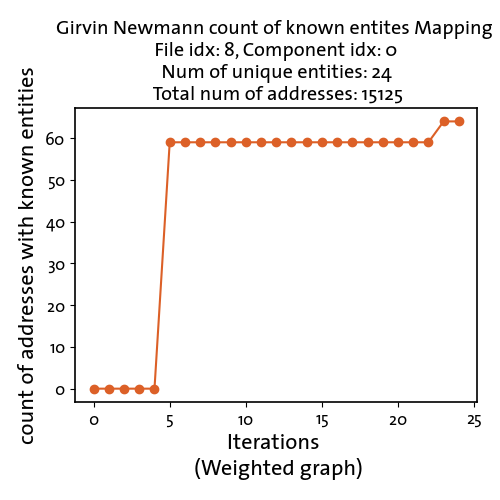 Girvin Newmann count of known entites Mapping
File idx: 8, Component idx: 0
Num of unique entities: 24
Total num of addresses: 15125
count of addresses with known entities
60
50
40
30
20
10
0
0 5 10 15 20 25
Iterations
(Weighted graph)